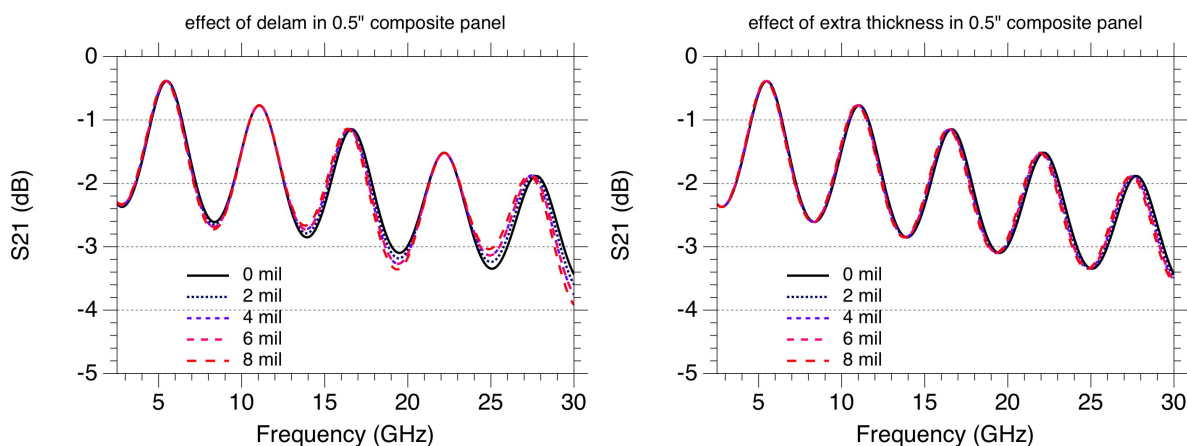 effect of delam in 0.5" composite panel
0
-1
-2
-3
-4
-5
S21 (dB)
0 mil
2 mil
4 mil
6 mil
8 mil
5
10
15
20
25
30
Frequency (GHz)
effect of extra thickness in 0.5" composite panel
0
-1
-2
-3
-4
-5
S21 (dB)
0 mil
2 mil
4 mil
6 mil
8 mil
5
10
15
20
25
30
Frequency (GHz)